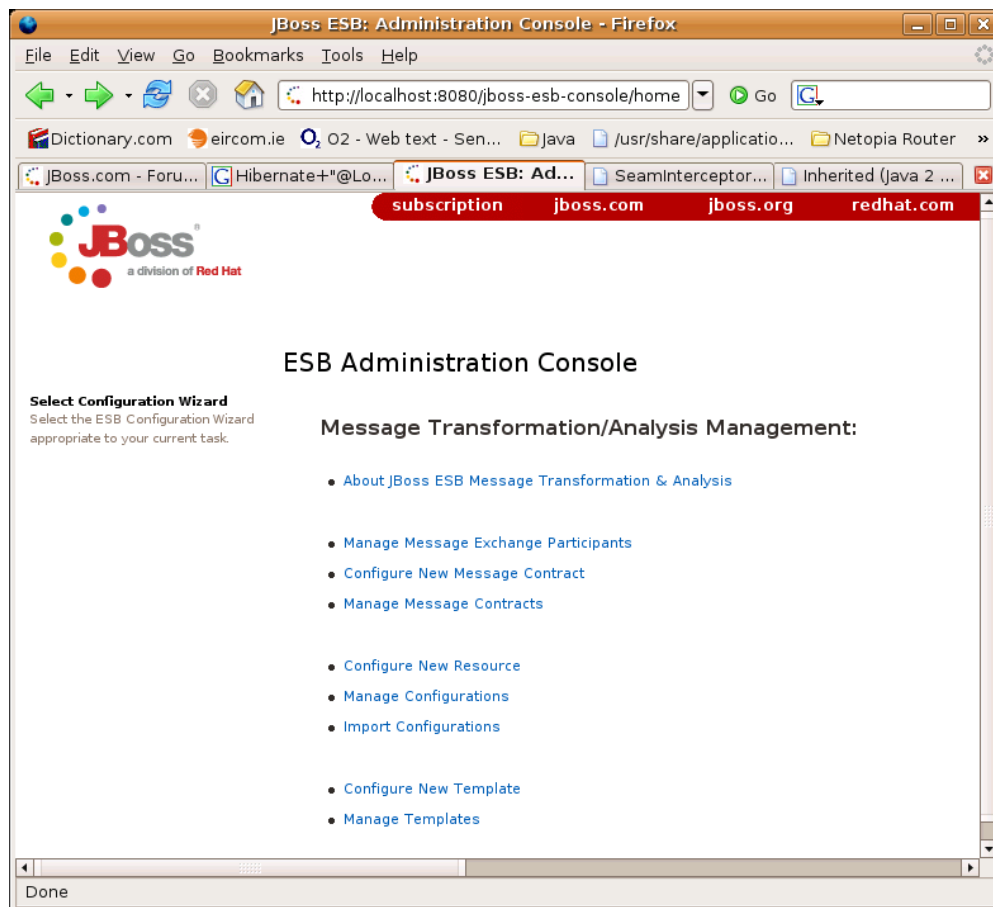 JBoss ESB: Administration Console - Firefox
File Edit View Go Bookmarks Tools Help
http://localhost:8080/jboss-esb-console/home Go G
Dictionary.com eircom.ie O2 O2 - Web text - Sen... Java /usr/share/applicatio... Netopia Router »
JBoss.com - Foru... G Hibernate+"@Lo... JBoss ESB: Ad... SeamInterceptor... Inherited (Java 2 ...
subscription jboss.com jboss.org redhat.com
JBoss®
a division of Red Hat
ESB Administration Console
Select Configuration Wizard
Select the ESB Configuration Wizard
appropriate to your current task.
Message Transformation/Analysis Management:
• About JBoss ESB Message Transformation & Analysis
• Manage Message Exchange Participants
• Configure New Message Contract
• Manage Message Contracts
• Configure New Resource
• Manage Configurations
• Import Configurations
• Configure New Template
• Manage Templates
Done